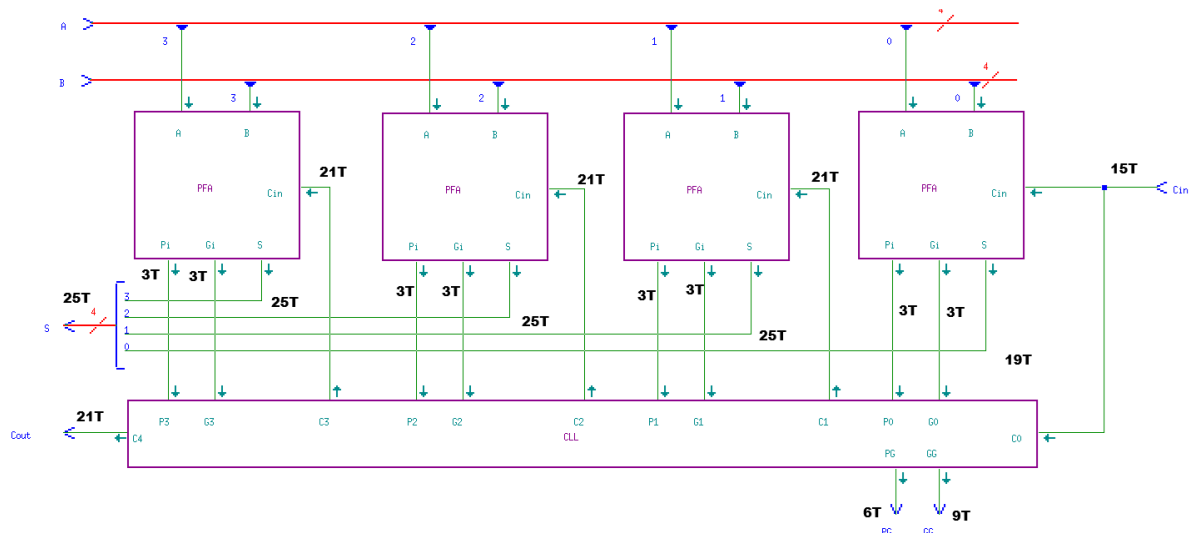 A
4
3
2
1
0
B
4
3
2
1
0
A B
A B
A B
A B
PFA
PFA
PFA
PFA
Cin
Cin
Cin
Cin
21T
21T
21T
15T
Cin
Pi Gi S
Pi Gi S
Pi Gi S
Pi Gi S
3T 3T
3T 3T
3T 3T
3T 3T
25T
S
4
3
2
1
0
25T
25T
25T
19T
21T
Cout
C4
P3 G3 C3 P2 G2 C2 P1 G1 C1 P0 G0
CLL
C0
PG GG
6T 9T
PG GG